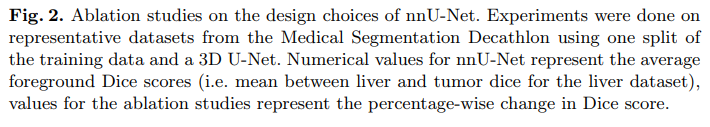 Fig. 2. Ablation studies on the design choices of nnU-Net. Experiments were done on
representative datasets from the Medical Segmentation Decathlon using one split of
the training data and a 3D U-Net. Numerical values for nnU-Net represent the average
foreground Dice scores (i.e. mean between liver and tumor dice for the liver dataset),
values for the ablation studies represent the percentage-wise change in Dice score.